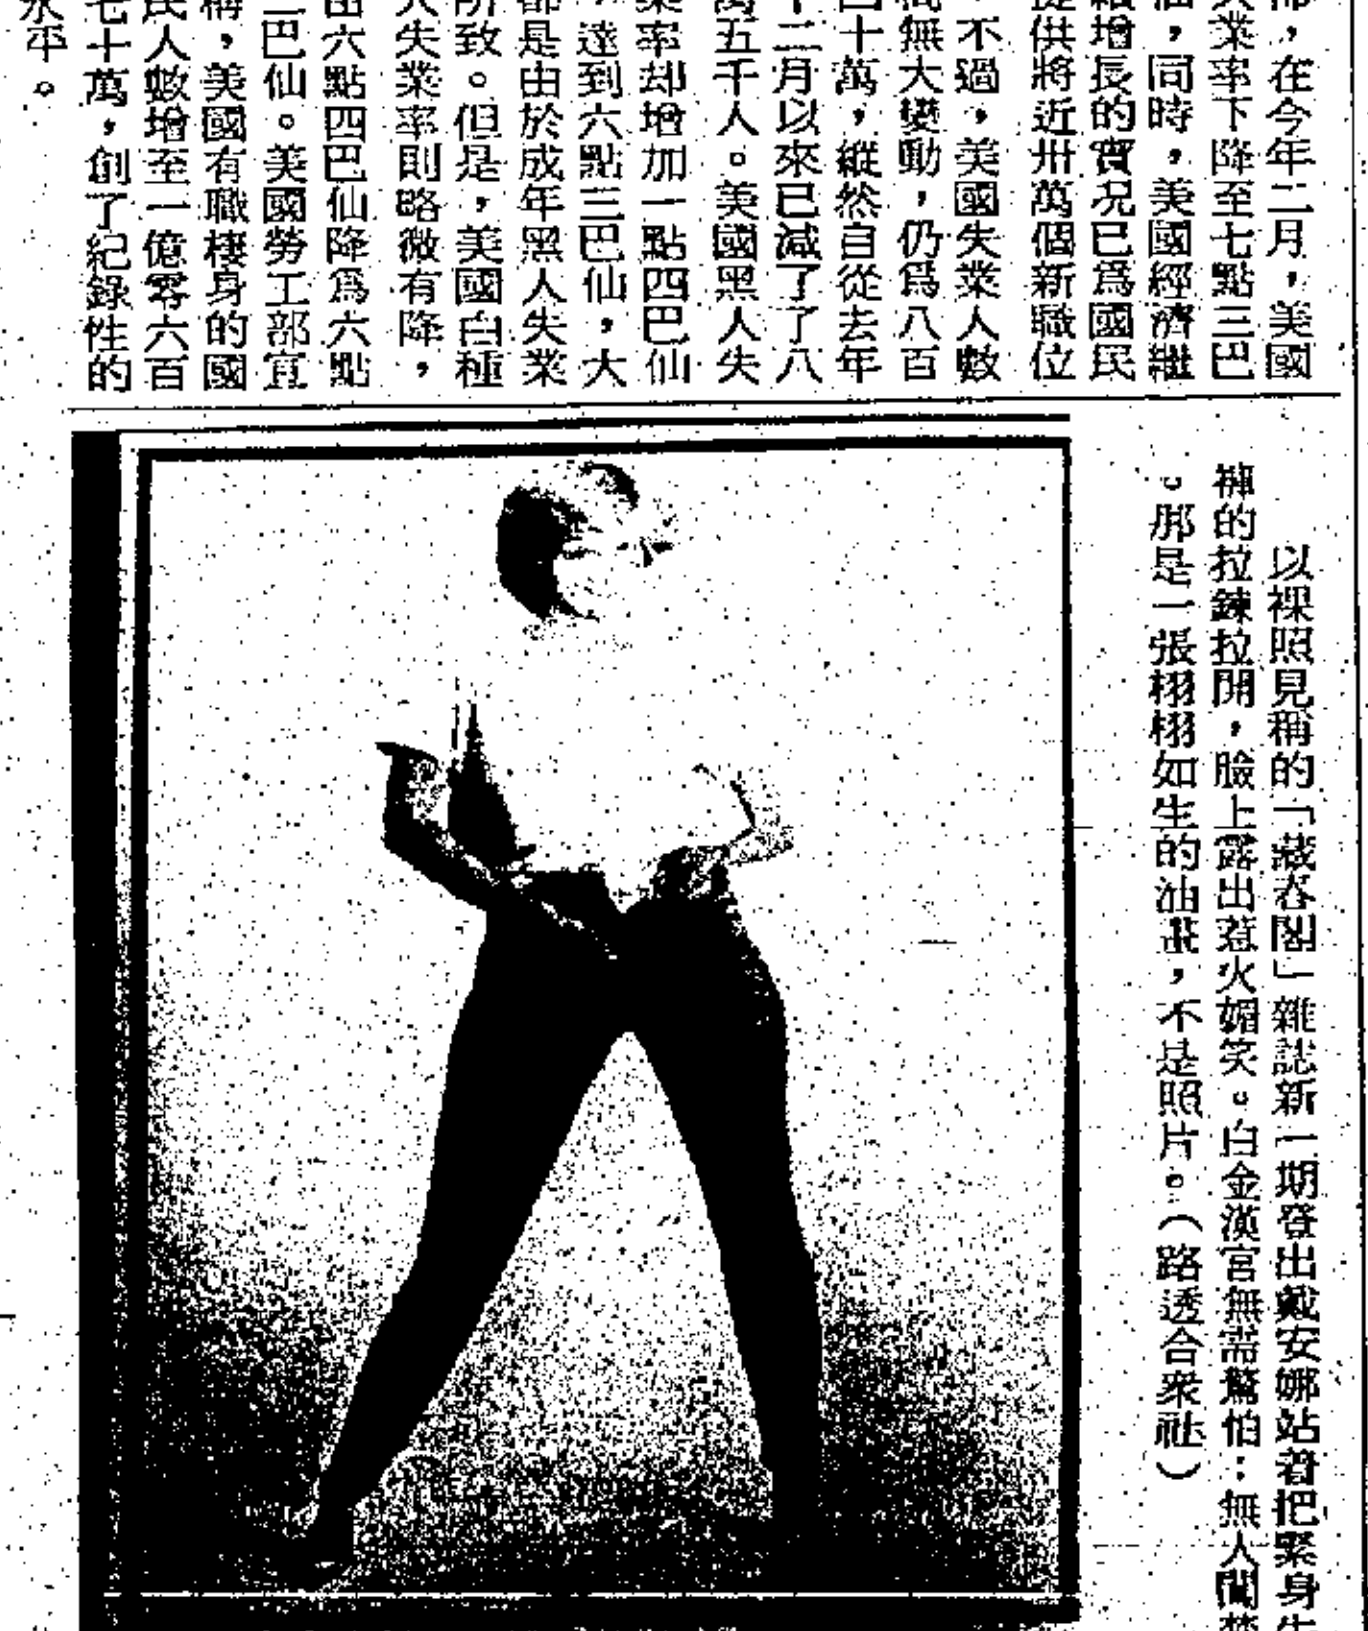 佈，在今年二月，美國
失業率下降至七點三巴
仙，同時，美國經濟繼
續增長的實況已爲國民
提供將近卅萬個新職位
。不過，美國失業人數
尚無大變動，仍爲八百
四十萬，縱然自從去年
十二月以來已減了了八
萬五千人。美國黑人失
業率却增加一點四巴仙
，達到六點三巴仙，大
都是由於成年黑人失業
所致。但是，美國白種
人失業率則略微有降，
由六點四巴仙降爲六點
二巴仙。美國勞工部宣
稱，美國有職棲身的國
民人數增至一億零六百
七十萬，創了紀錄性的
水平。
以裸照見稱的「藏春閣」雜誌新一期登出戴安娜站着把緊身牛
褲的拉鍊拉開，臉上露出惹火媚笑。白金漢宮無需驚怕：無人闖
。那是一張栩栩如生的油畫，不是照片。（路透合衆社）